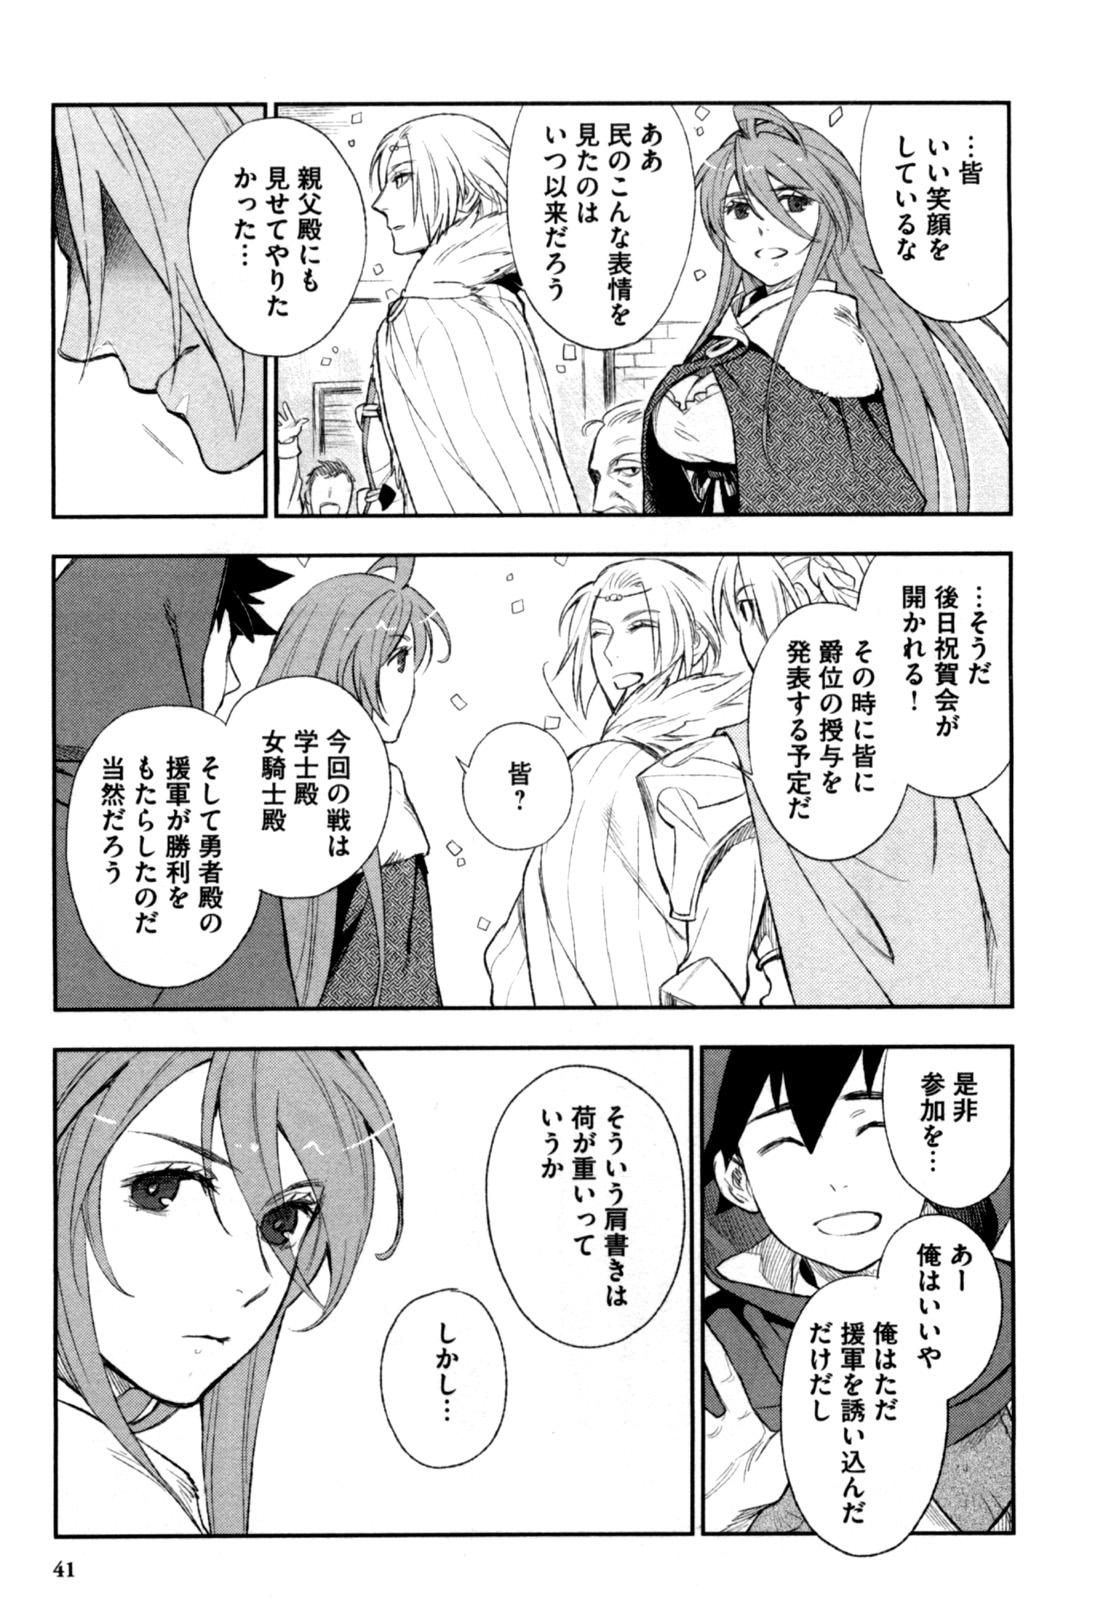 …皆
いい笑顔を
しているな
ああ
民のこんな表情を
見たのは
いつ以来だろう
親父殿にも
見せてやりた
かった…
…そうだ
後日祝賀会が
開かれる!
その時に皆に
爵位の授与を
発表する予定だ
皆?
今回の戦は
学士殿
女騎士殿
そして勇者殿の
援軍が勝利を
もたらしたのだ
当然だろう
是非
参加を…
あー
俺はいいや
俺はただ
援軍を誘い込んだ
だけだし
そういう肩書きは
荷が重いって
いうか
しかし…
41